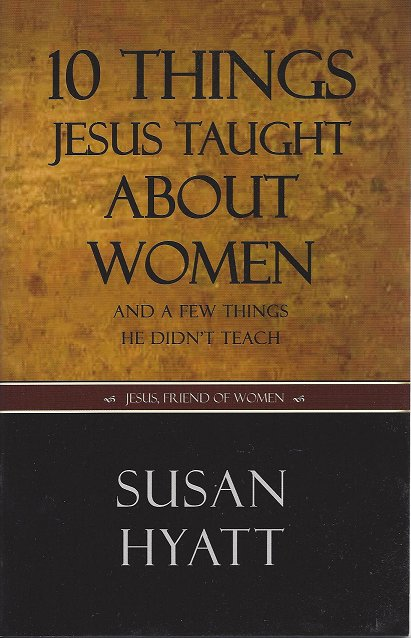 10 THINGS
JESUS TAUGHT
ABOUT
WOMEN
AND A FEW THINGS
HE DIDN'T TEACH
JESUS, FRIEND OF WOMEN
SUSAN
HYATT